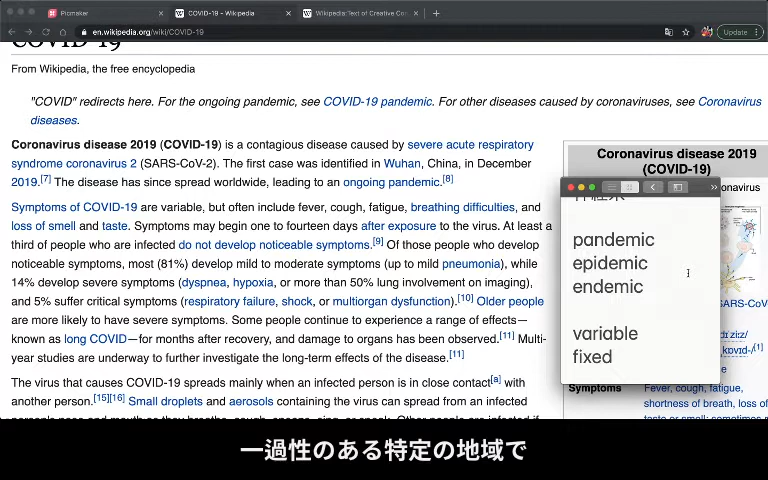 Picmaker
COVID-19 - Wikipedia
Wikipedia:Text of Creative Co
en.wikipedia.org/wiki/COVID-19
Update
COVID-19
From Wikipedia, the free encyclopedia
"COVID" redirects here. For the ongoing pandemic, see COVID-19 pandemic. For other diseases caused by coronaviruses, see Coronavirus
diseases.
Coronavirus disease 2019 (COVID-19) is a contagious disease caused by severe acute respiratory
syndrome coronavirus 2 (SARS-CoV-2). The first case was identified in Wuhan, China, in December
2019.[7] The disease has since spread worldwide, leading to an ongoing pandemic.[8]
Symptoms of COVID-19 are variable, but often include fever, cough, fatigue, breathing difficulties, and
loss of smell and taste. Symptoms may begin one to fourteen days after exposure to the virus. At least a
third of people who are infected do not develop noticeable symptoms.[9] Of those people who develop
noticeable symptoms, most (81%) develop mild to moderate symptoms (up to mild pneumonia), while
14% develop severe symptoms (dyspnea, hypoxia, or more than 50% lung involvement on imaging),
and 5% suffer critical symptoms (respiratory failure, shock, or multiorgan dysfunction).[10] Older people
are more likely to have severe symptoms. Some people continue to experience a range of effects—
known as long COVID—for months after recovery, and damage to organs has been observed.[11] Multi-
year studies are underway to further investigate the long-term effects of the disease.[11]
The virus that causes COVID-19 spreads mainly when an infected person is in close contact[a] with
another person.[15][16] Small droplets and aerosols containing the virus can spread from an infected
Coronavirus disease 2019
(COVID-19)
onavirus
pandemic
epidemic
endemic
variable
fixed
SARS-CoV
Symptoms
Fever, cough, fatigue,
shortness of breath, loss of
taste or smell; sometimes
一過性のある特定の地域で